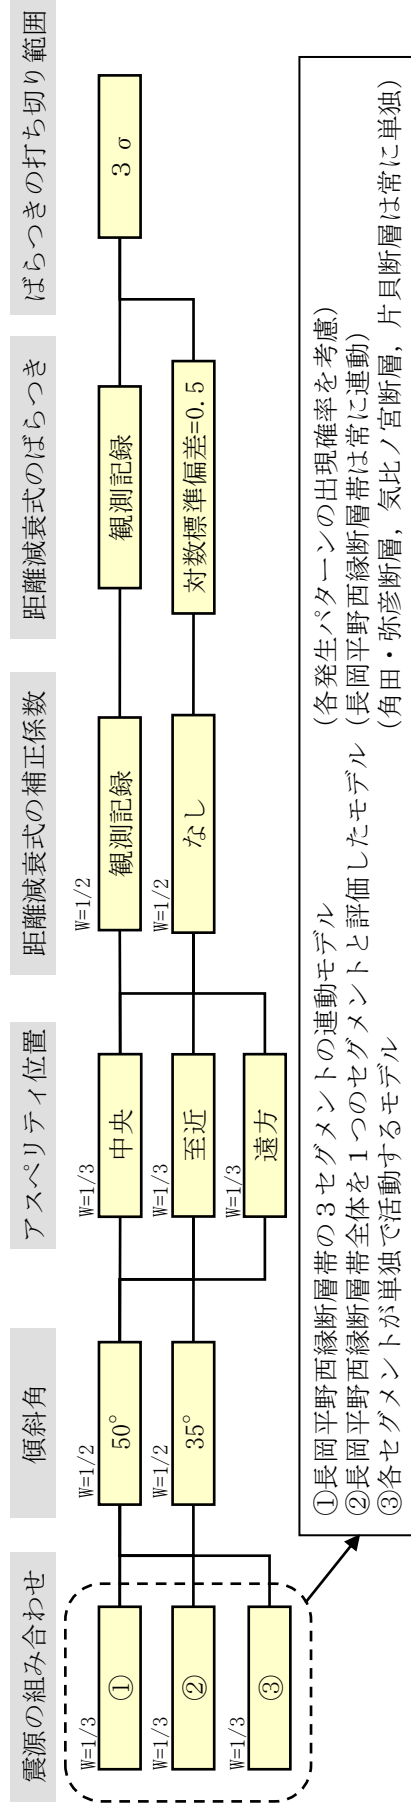 震源の組み合わせ
傾斜角
アスペリティ位置
距離減衰式の補正係数
距離減衰式のばらつき
ばらつきの打ち切り範囲
W=1/3
①
W=1/3
②
W=1/3
③
W=1/2
50°
W=1/2
35°
W=1/3
中央
W=1/3
至近
W=1/3
遠方
W=1/2
観測記録
W=1/2
なし
観測記録
対数標準偏差=0.5
3σ
①長岡平野西縁断層帯の3セグメントの連動モデル (各発生パターンの出現確率を考慮)
②長岡平野西縁断層帯全体を1つのセグメントと評価したモデル (長岡平野西縁断層帯は常に連動)
③各セグメントが単独で活動するモデル (角田・弥彦断層,気比ノ宮断層,片貝断層は常に単独)